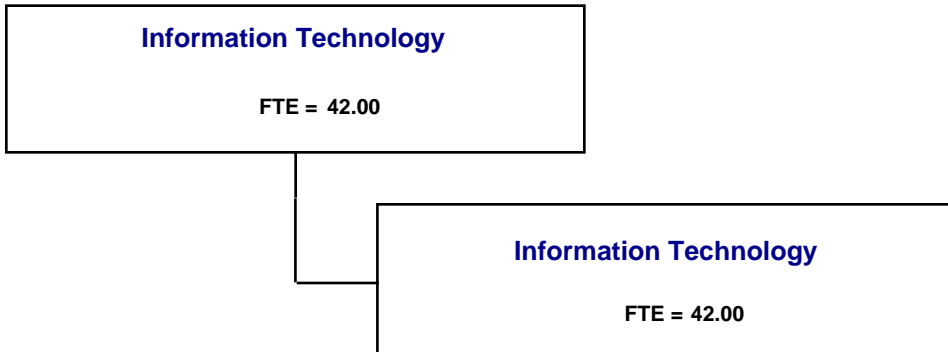 Information Technology
FTE = 42.00
Information Technology
FTE = 42.00